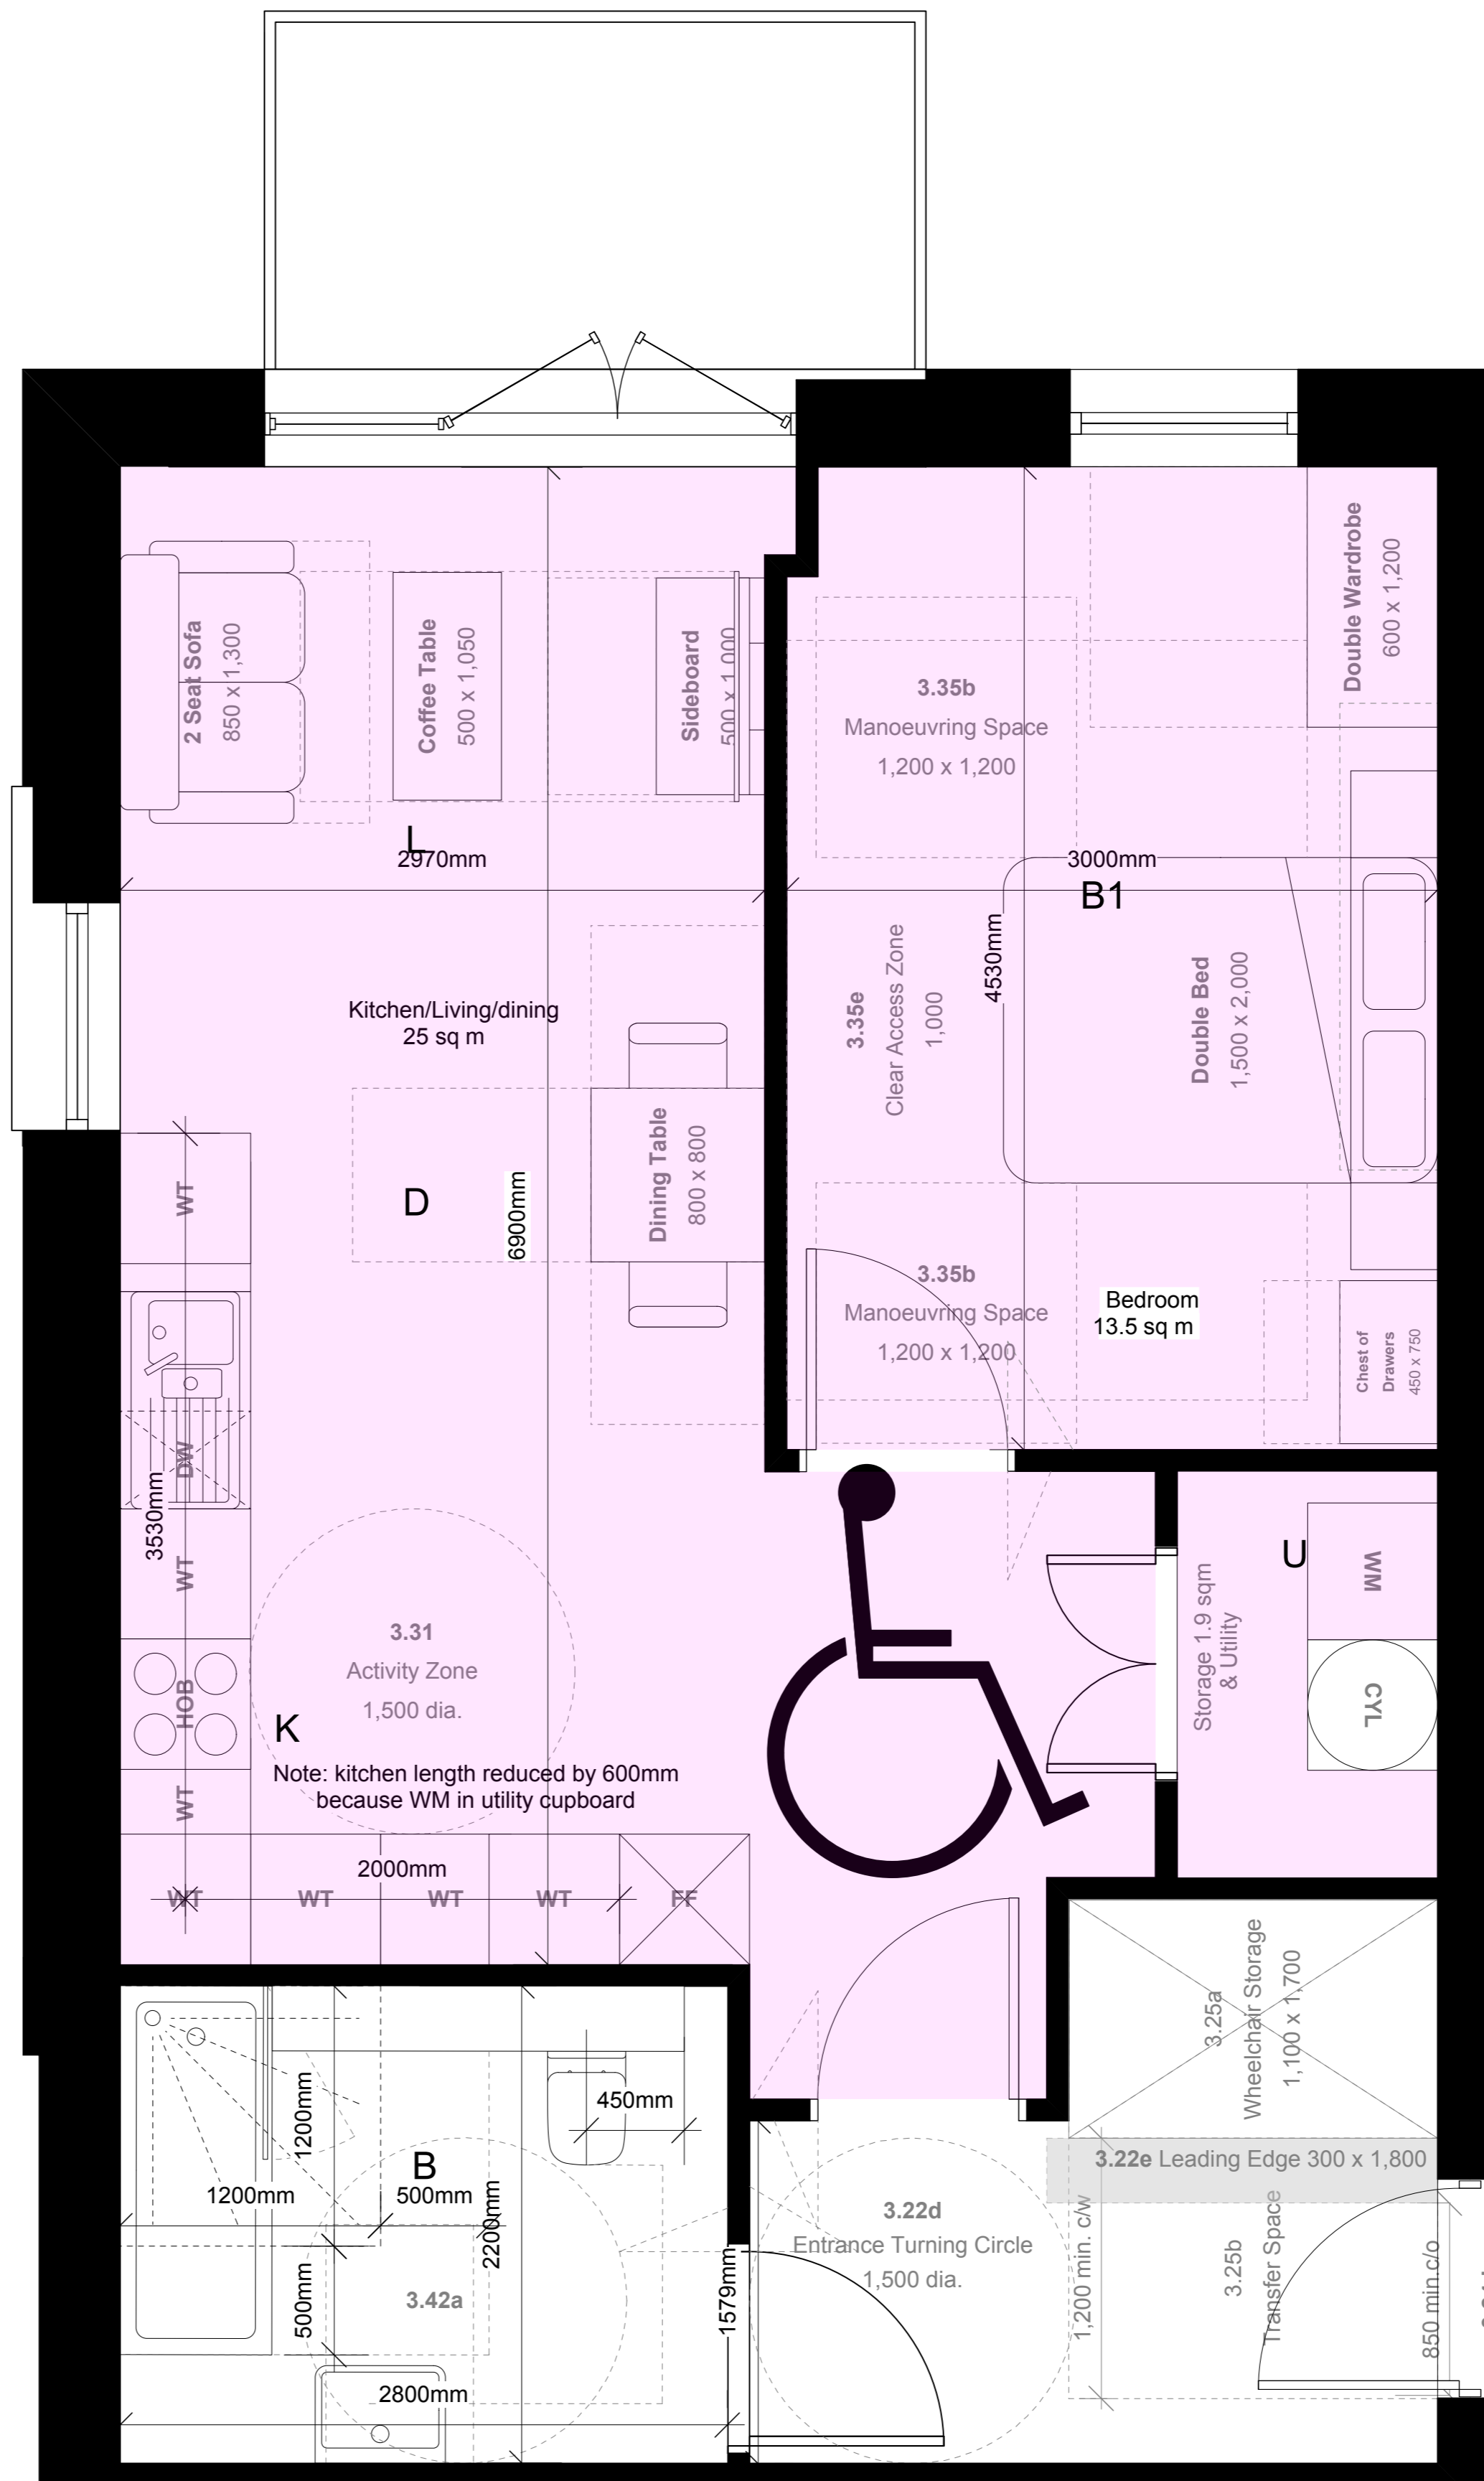 Double Wardrobe
600 x 1,200
2 Seat Sofa
850 x 1,300
Coffee Table
500 x 1,050
Sideboard
500 x 1,000
3.35b
Manoeuvring Space
1,200 x 1,200
L
2970mm
3000mm
B1
3.35e
Clear Access Zone
1,000
4530mm
Double Bed
1,500 x 2,000
Kitchen/Living/dining
25 sq m
WT
D
6900mm
Dining Table
800 x 800
3.35b
Manoeuvring Space
1,200 x 1,200
Bedroom
13.5 sq m
Chest of
Drawers
450 x 750
DW
3530mm
WT
HOB
WT
3.31
Activity Zone
1,500 dia.
K
Note: kitchen length reduced by 600mm
because WM in utility cupboard
U
WM
Storage 1.9 sqm
& Utility
CYL
2000mm
WT
WT
WT
WT
FF
3.25a
Wheelchair Storage
1,100 x 1,700
1200mm
450mm
B
1200mm
500mm
2200mm
500mm
3.42a
2800mm
1579mm
3.22d
Entrance Turning Circle
1,500 dia.
3.22e Leading Edge 300 x 1,800
1,200 min. c/w
3.25b
Transfer Space
850 min.c/o